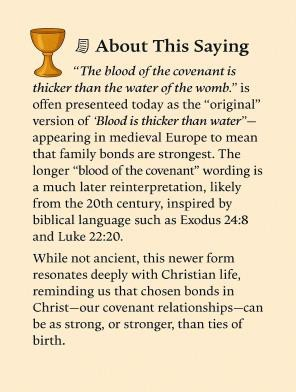 About This Saying
“The blood of the covenant is
thicker than the water of the womb.” is
offen presenteed today as the “original”
version of ‘Blood is thicker than water”—
appearing in medieval Europe to mean
that family bonds are strongest. The
longer “blood of the covenant” wording is
a much later reinterpretation, likely
from the 20th century, inspired by
biblical language such as Exodus 24:8
and Luke 22:20.
While not ancient, this newer form
resonates deeply with Christian life,
reminding us that chosen bonds in
Christ—our covenant relationships—can
be as strong, or stronger, than ties of
birth.